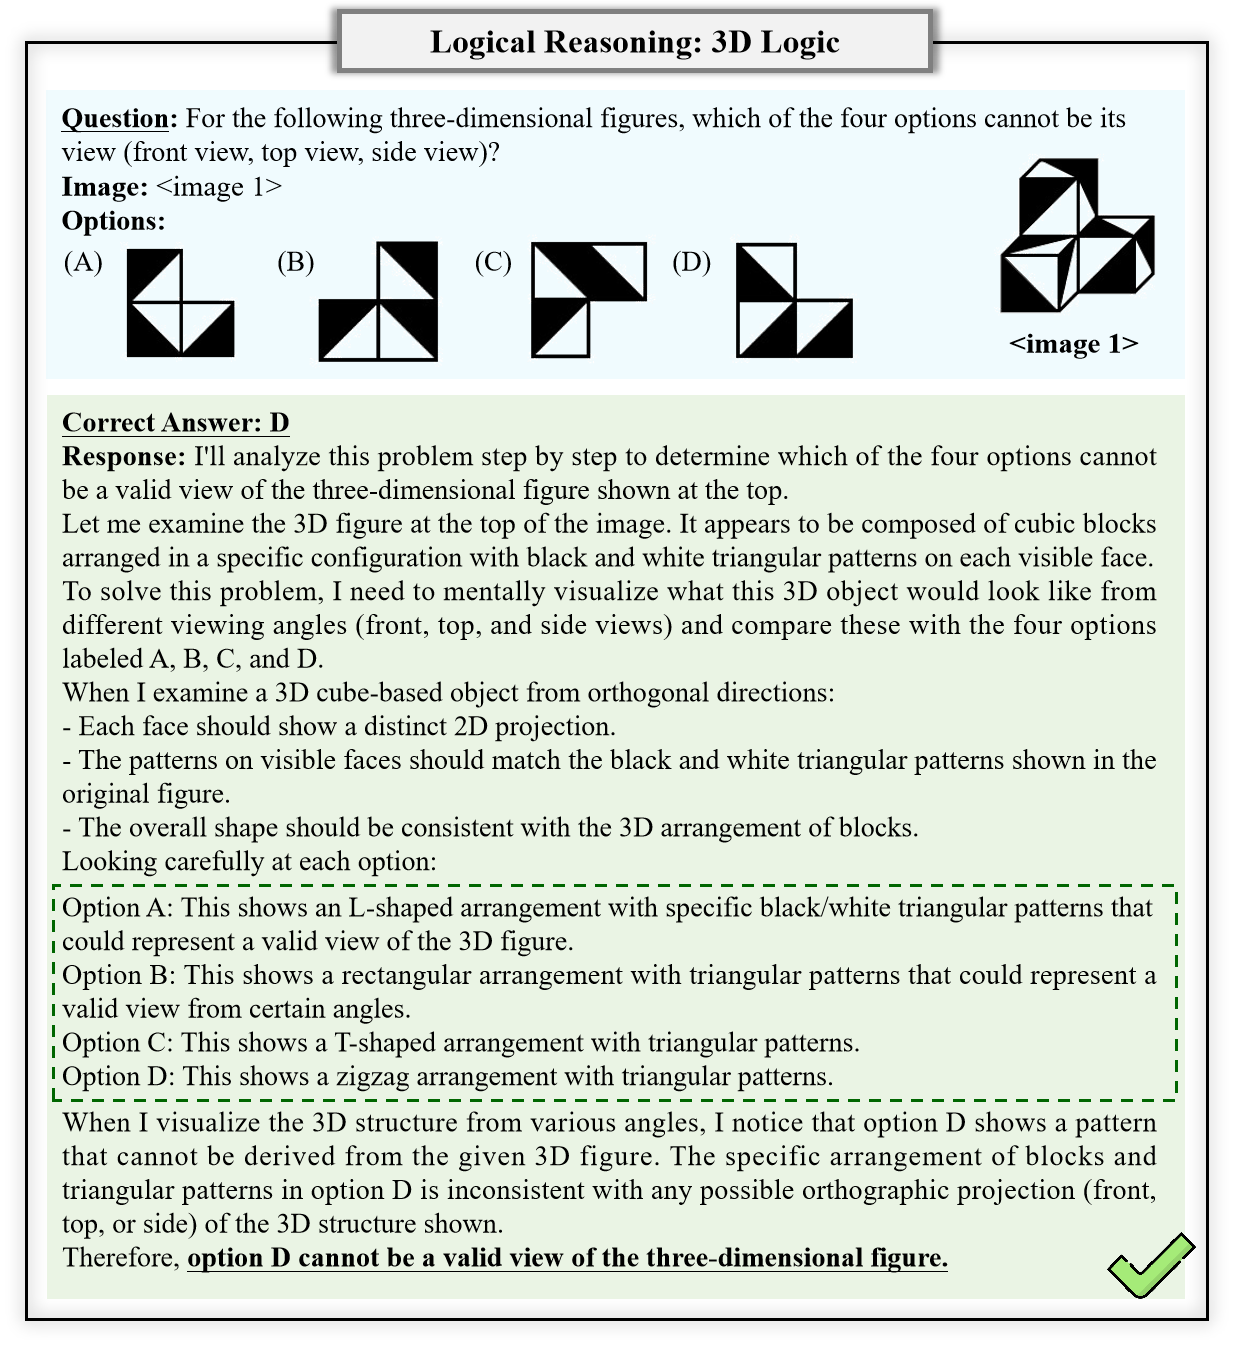 Logical Reasoning: 3D Logic
Question: For the following three-dimensional figures, which of the four options cannot be its
view (front view, top view, side view)?
Image: <image 1>
Options:
(A)
(B)
(C)
(D)
<image 1>
Correct Answer: D
Response: I'll analyze this problem step by step to determine which of the four options cannot
be a valid view of the three-dimensional figure shown at the top.
Let me examine the 3D figure at the top of the image. It appears to be composed of cubic blocks
arranged in a specific configuration with black and white triangular patterns on each visible face.
To solve this problem, I need to mentally visualize what this 3D object would look like from
different viewing angles (front, top, and side views) and compare these with the four options
labeled A, B, C, and D.
When I examine a 3D cube-based object from orthogonal directions:
- Each face should show a distinct 2D projection.
- The patterns on visible faces should match the black and white triangular patterns shown in the
original figure.
- The overall shape should be consistent with the 3D arrangement of blocks.
Looking carefully at each option:
Option A: This shows an L-shaped arrangement with specific black/white triangular patterns that
could represent a valid view of the 3D figure.
Option B: This shows a rectangular arrangement with triangular patterns that could represent a
valid view from certain angles.
Option C: This shows a T-shaped arrangement with triangular patterns.
Option D: This shows a zigzag arrangement with triangular patterns.
When I visualize the 3D structure from various angles, I notice that option D shows a pattern
that cannot be derived from the given 3D figure. The specific arrangement of blocks and
triangular patterns in option D is inconsistent with any possible orthographic projection (front,
top, or side) of the 3D structure shown.
Therefore, option D cannot be a valid view of the three-dimensional figure.